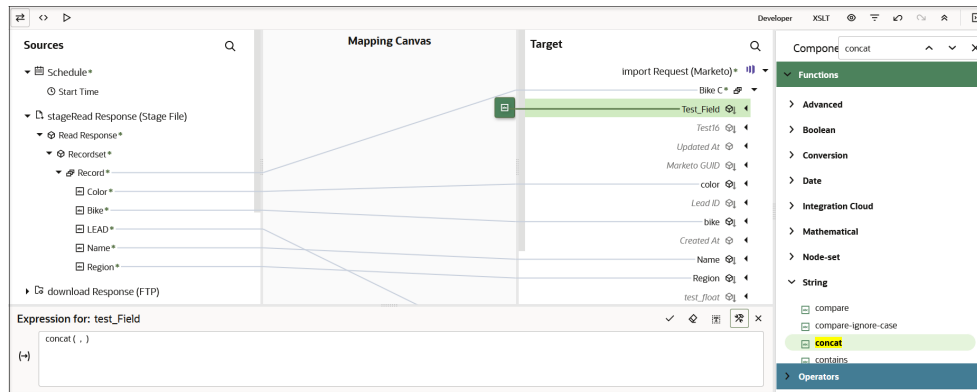 Developer XSLT
Sources
Mapping Canvas
Target
Compone
concat
Schedule*
Start Time
stageRead Response (Stage File)
Read Response*
Recordset*
Record*
Color*
Bike*
LEAD*
Name*
Region*
download Response (FTP)
Import Request (Marketo)*
Bike C*
Test_Field
Test16
Updated At
Marketo GUID
color
Lead ID
bike
Created At
Name
Region
test_float
Functions
Advanced
Boolean
Conversion
Date
Integration Cloud
Mathematical
Node-set
String
compare
compare-ignore-case
concat
contains
Operators
Expression for: test_Field
concat ( , )